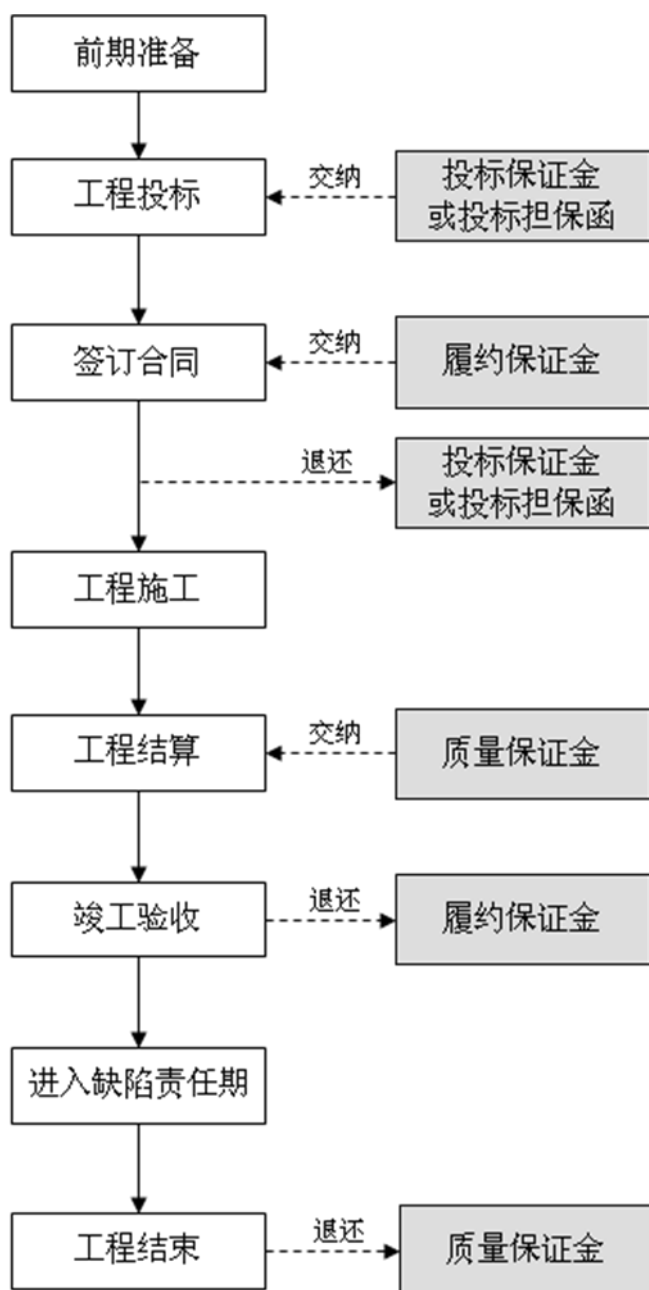 前期准备
工程投标
交纳
投标保证金
或投标担保函
签订合同
交纳
履约保证金
退还
投标保证金
或投标担保函
工程施工
工程结算
交纳
质量保证金
竣工验收
退还
履约保证金
进入缺陷责任期
工程结束
退还
质量保证金